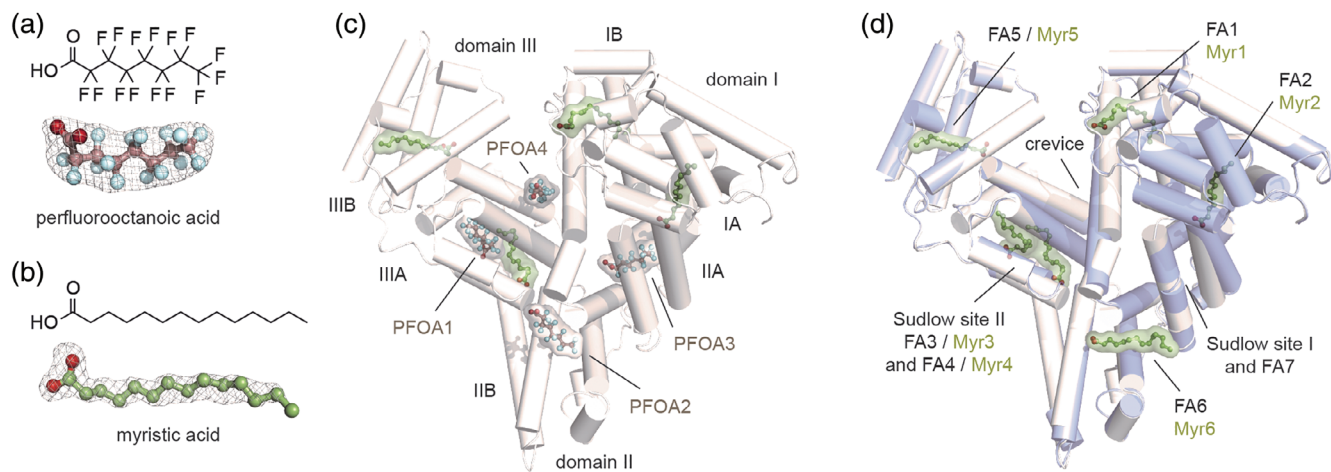 (a)
O
HO
F F F F F F F
F F F F F F F F
perfluorooctanoic acid
(b)
O
HO
myristic acid
(c)
domain III
IB
domain I
PFOA4
IIIB
IA
IIIA
IIA
PFOA1
PFOA3
IIB
PFOA2
domain II
(d)
FA5 / Myr5
FA1
Myr1
FA2
Myr2
crevice
Sudlow site II
FA3 / Myr3
and FA4 / Myr4
Sudlow site I
and FA7
FA6
Myr6